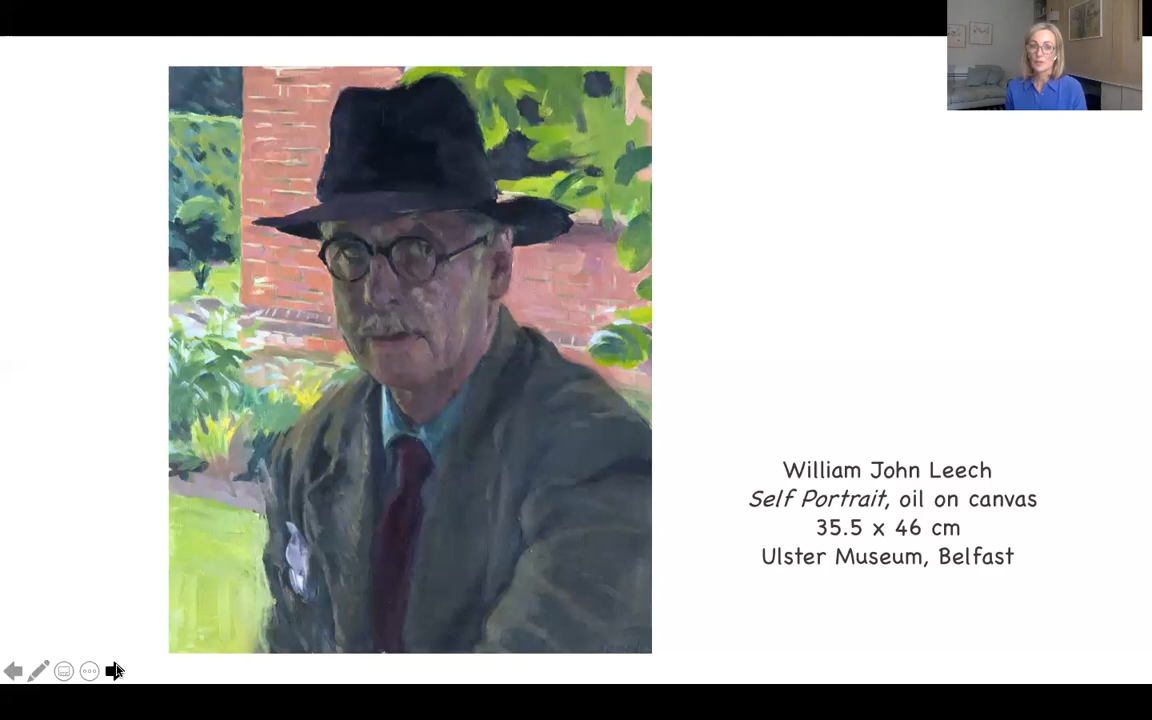 William John Leech
Self Portrait, oil on canvas
35.5 x 46 cm
Ulster Museum, Belfast